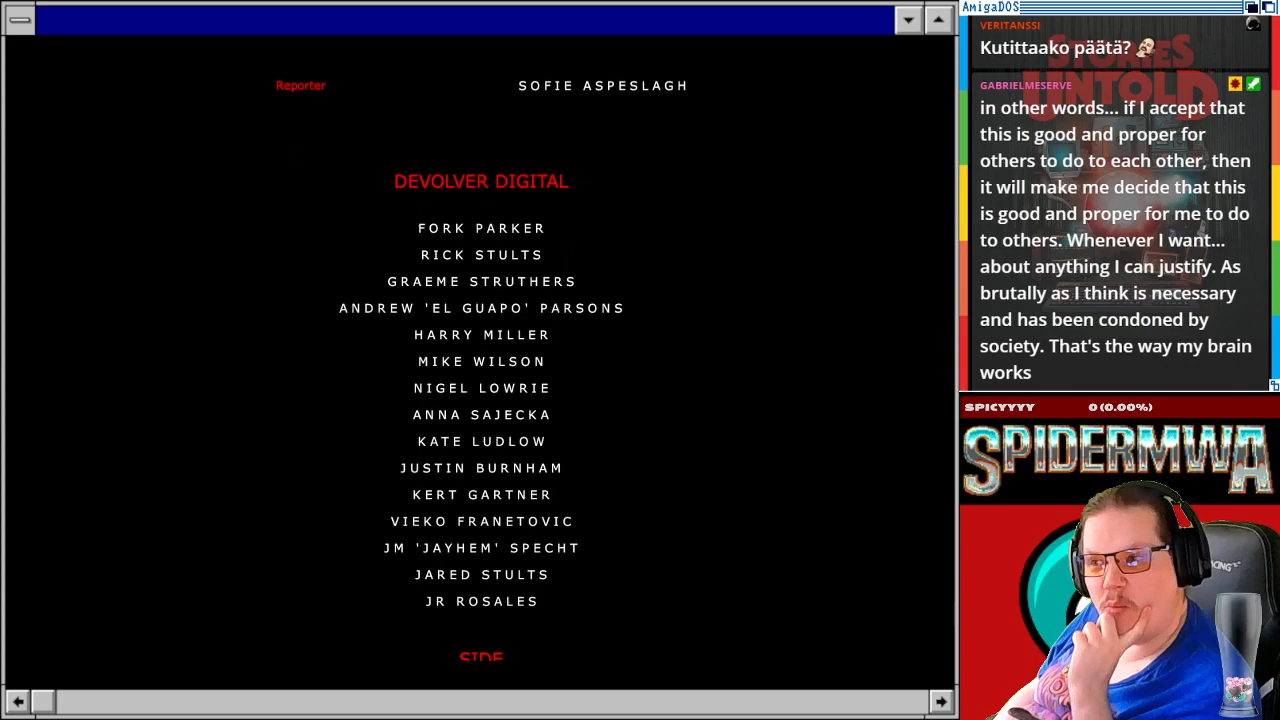 Reporter SOFIE ASPESLAGH
DEVOLVER DIGITAL
FORK PARKER
RICK STULTS
GRAEME STRUTHERS
ANDREW 'EL GUAPO' PARSONS
HARRY MILLER
MIKE WILSON
NIGEL LOWRIE
ANNA SAJECKA
KATE LUDLOW
JUSTIN BURNHAM
KERT GARTNER
VIEKO FRANETOVIC
JM 'JAYHEM' SPECHT
JARED STULTS
JR ROSALES
SIDE
AmigaDOS
VERITANSSI
Kutittaako päätä?
STORIES
UNTOLD
GABRIELMESERVE
in other words... if I accept that
this is good and proper for
others to do to each other, then
it will make me decide that this
is good and proper for me to do
to others. Whenever I want...
about anything I can justify. As
brutally as I think is necessary
and has been condoned by
society. That's the way my brain
works
SPICYYYY 0 (0.00%)
SPIDERMWA